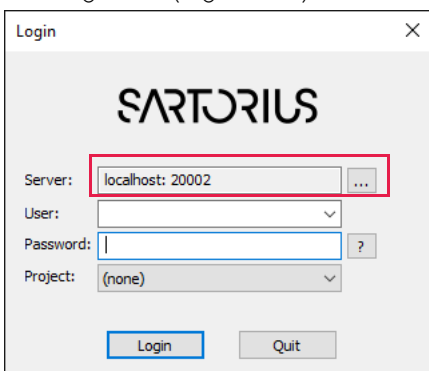 Login
SARTORIUS
Server: localhost: 20002 ...
User:
Password: ?
Project: (none)
Login Quit